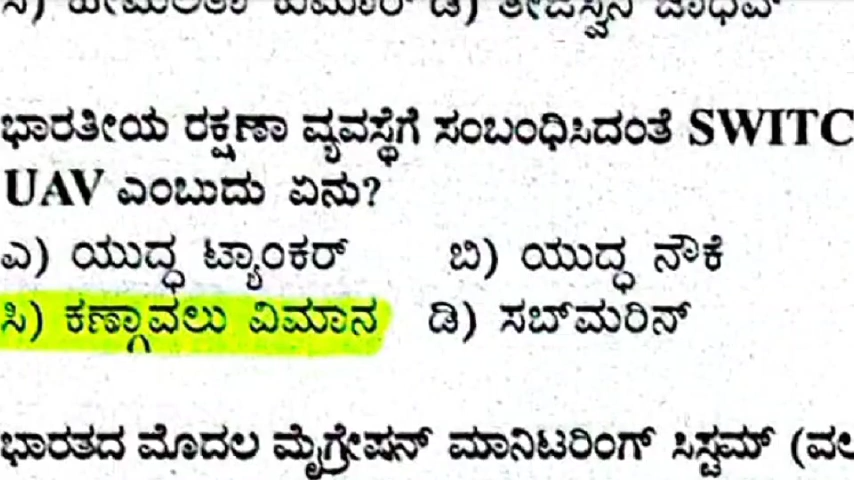 ಭಾರತೀಯ ರಕ್ಷಣಾ ವ್ಯವಸ್ಥೆಗೆ ಸಂಬಂಧಿಸಿದಂತೆ SWITC
UAV ಎಂಬುದು ಏನು?
ಎ) ಯುದ್ಧ ಟ್ಯಾಂಕರ್ ಬಿ) ಯುದ್ಧ ನೌಕೆ
ಸಿ) ಕಣ್ಗಾವಲು ವಿಮಾನ ಡಿ) ಸಬ್‌ಮರಿನ್
ಭಾರತದ ಮೊದಲ ಮೈಗ್ರೇಷನ್ ಮಾನಿಟರಿಂಗ್ ಸಿಸ್ಟಮ್